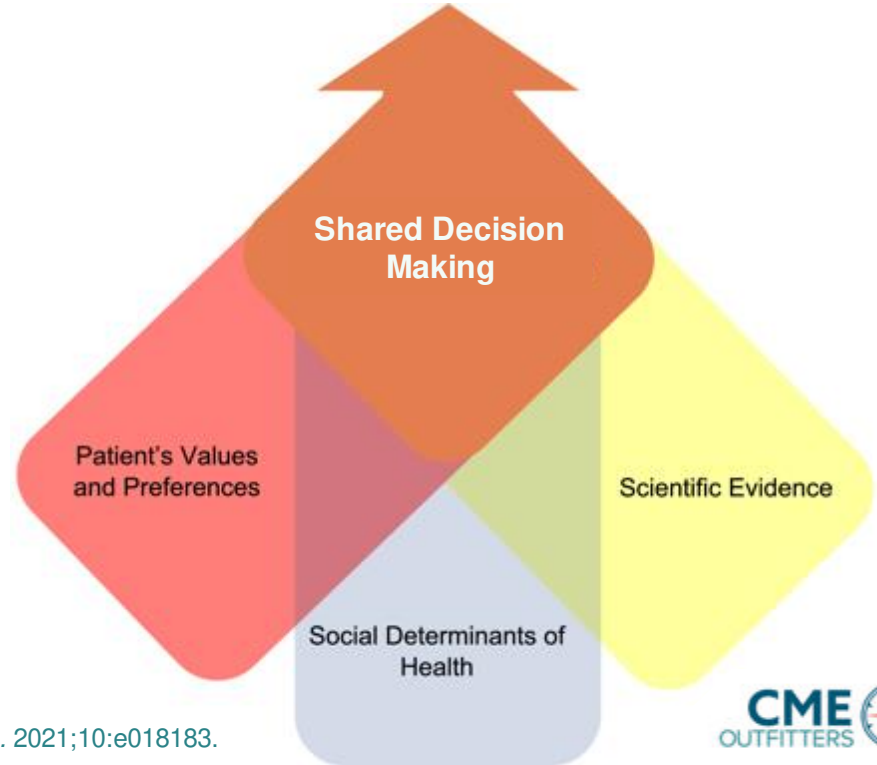 Shared Decision
Making
Patient's Values
and Preferences
Scientific Evidence
Social Determinants of
Health
. 2021;10:e018183.
CME
OUTFITTERS